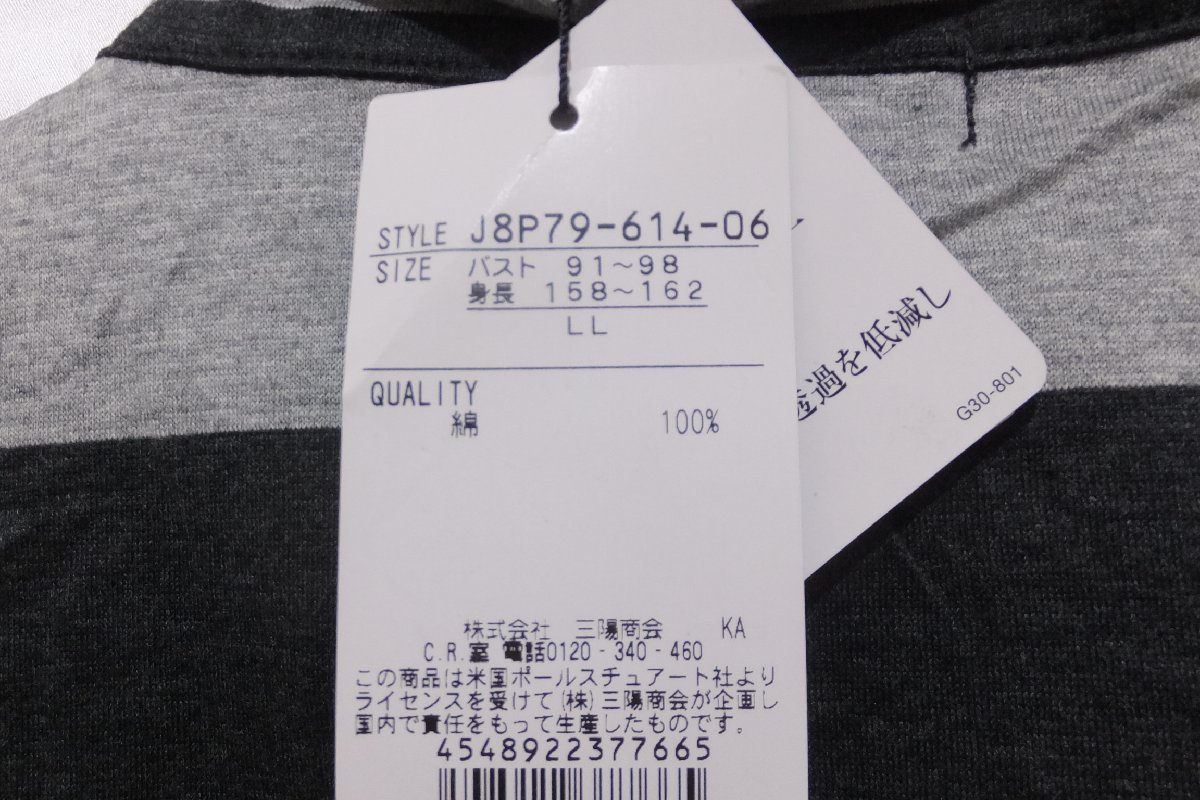 STYLE J8P79-614-06
SIZE バスト 91～98
身長 158～162
LL
QUALITY
綿 100%
株式会社 三陽商会 KA
C.R.室 電話0120-340-460
この商品は米国ポールスチュアート社より
ライセンスを受けて(株)三陽商会が企画し
国内で責任をもって生産したものです。
4548922377665
透過を低減し
G30-801